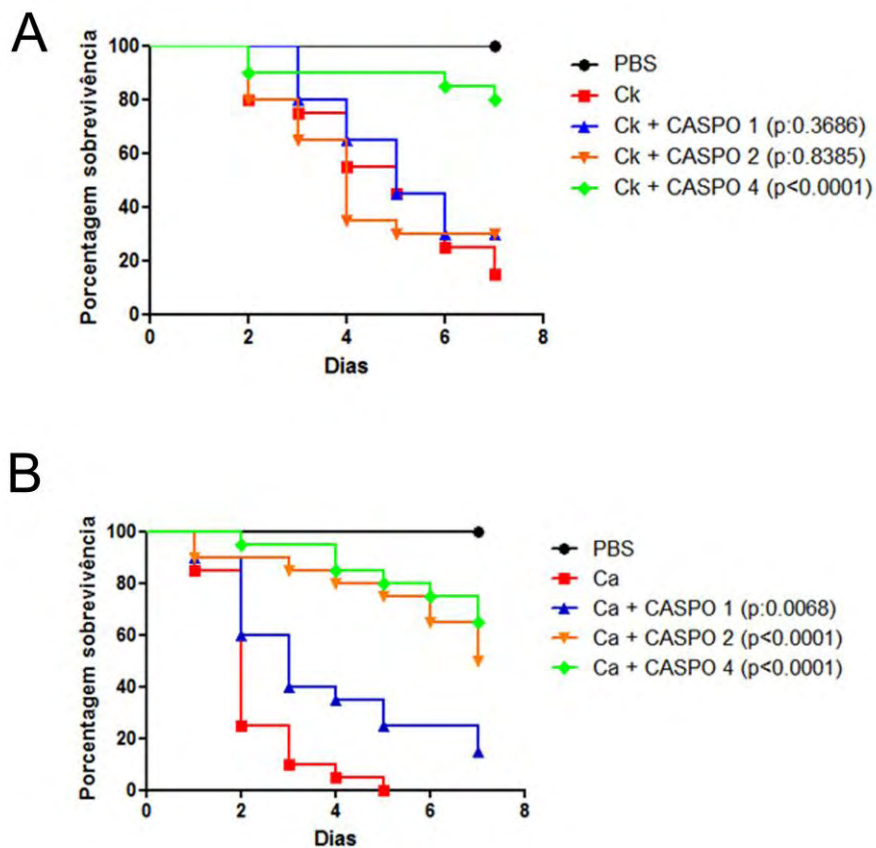 A
Porcentagem sobrevivência
100
80
60
40
20
0
0 2 4 6 8
Dias
PBS
Ck
Ck + CASPO 1 (p:0.3686)
Ck + CASPO 2 (p:0.8385)
Ck + CASPO 4 (p<0.0001)
B
Porcentagem sobrevivência
100
80
60
40
20
0
0 2 4 6 8
Dias
PBS
Ca
Ca + CASPO 1 (p:0.0068)
Ca + CASPO 2 (p<0.0001)
Ca + CASPO 4 (p<0.0001)